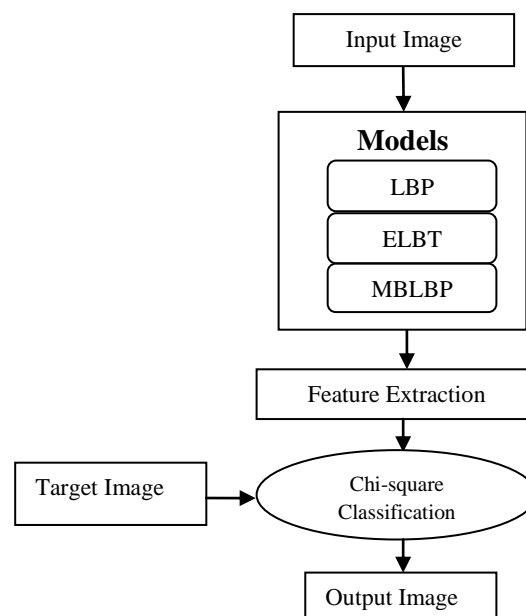 Input Image
Models
LBP
ELBT
MBLBP
Feature Extraction
Target Image
Chi-square
Classification
Output Image